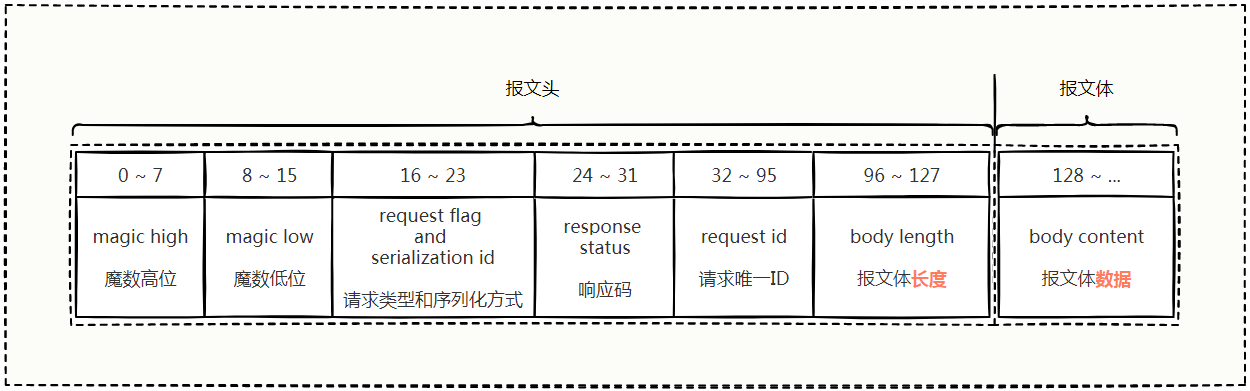 报文头
报文体
0 ~ 7
8 ~ 15
16 ~ 23
24 ~ 31
32 ~ 95
96 ~ 127
128 ~ ...
magic high
魔数高位
magic low
魔数低位
request flag
and
serialization id
请求类型和序列化方式
response
status
响应码
request id
请求唯一ID
body length
报文体长度
body content
报文体数据